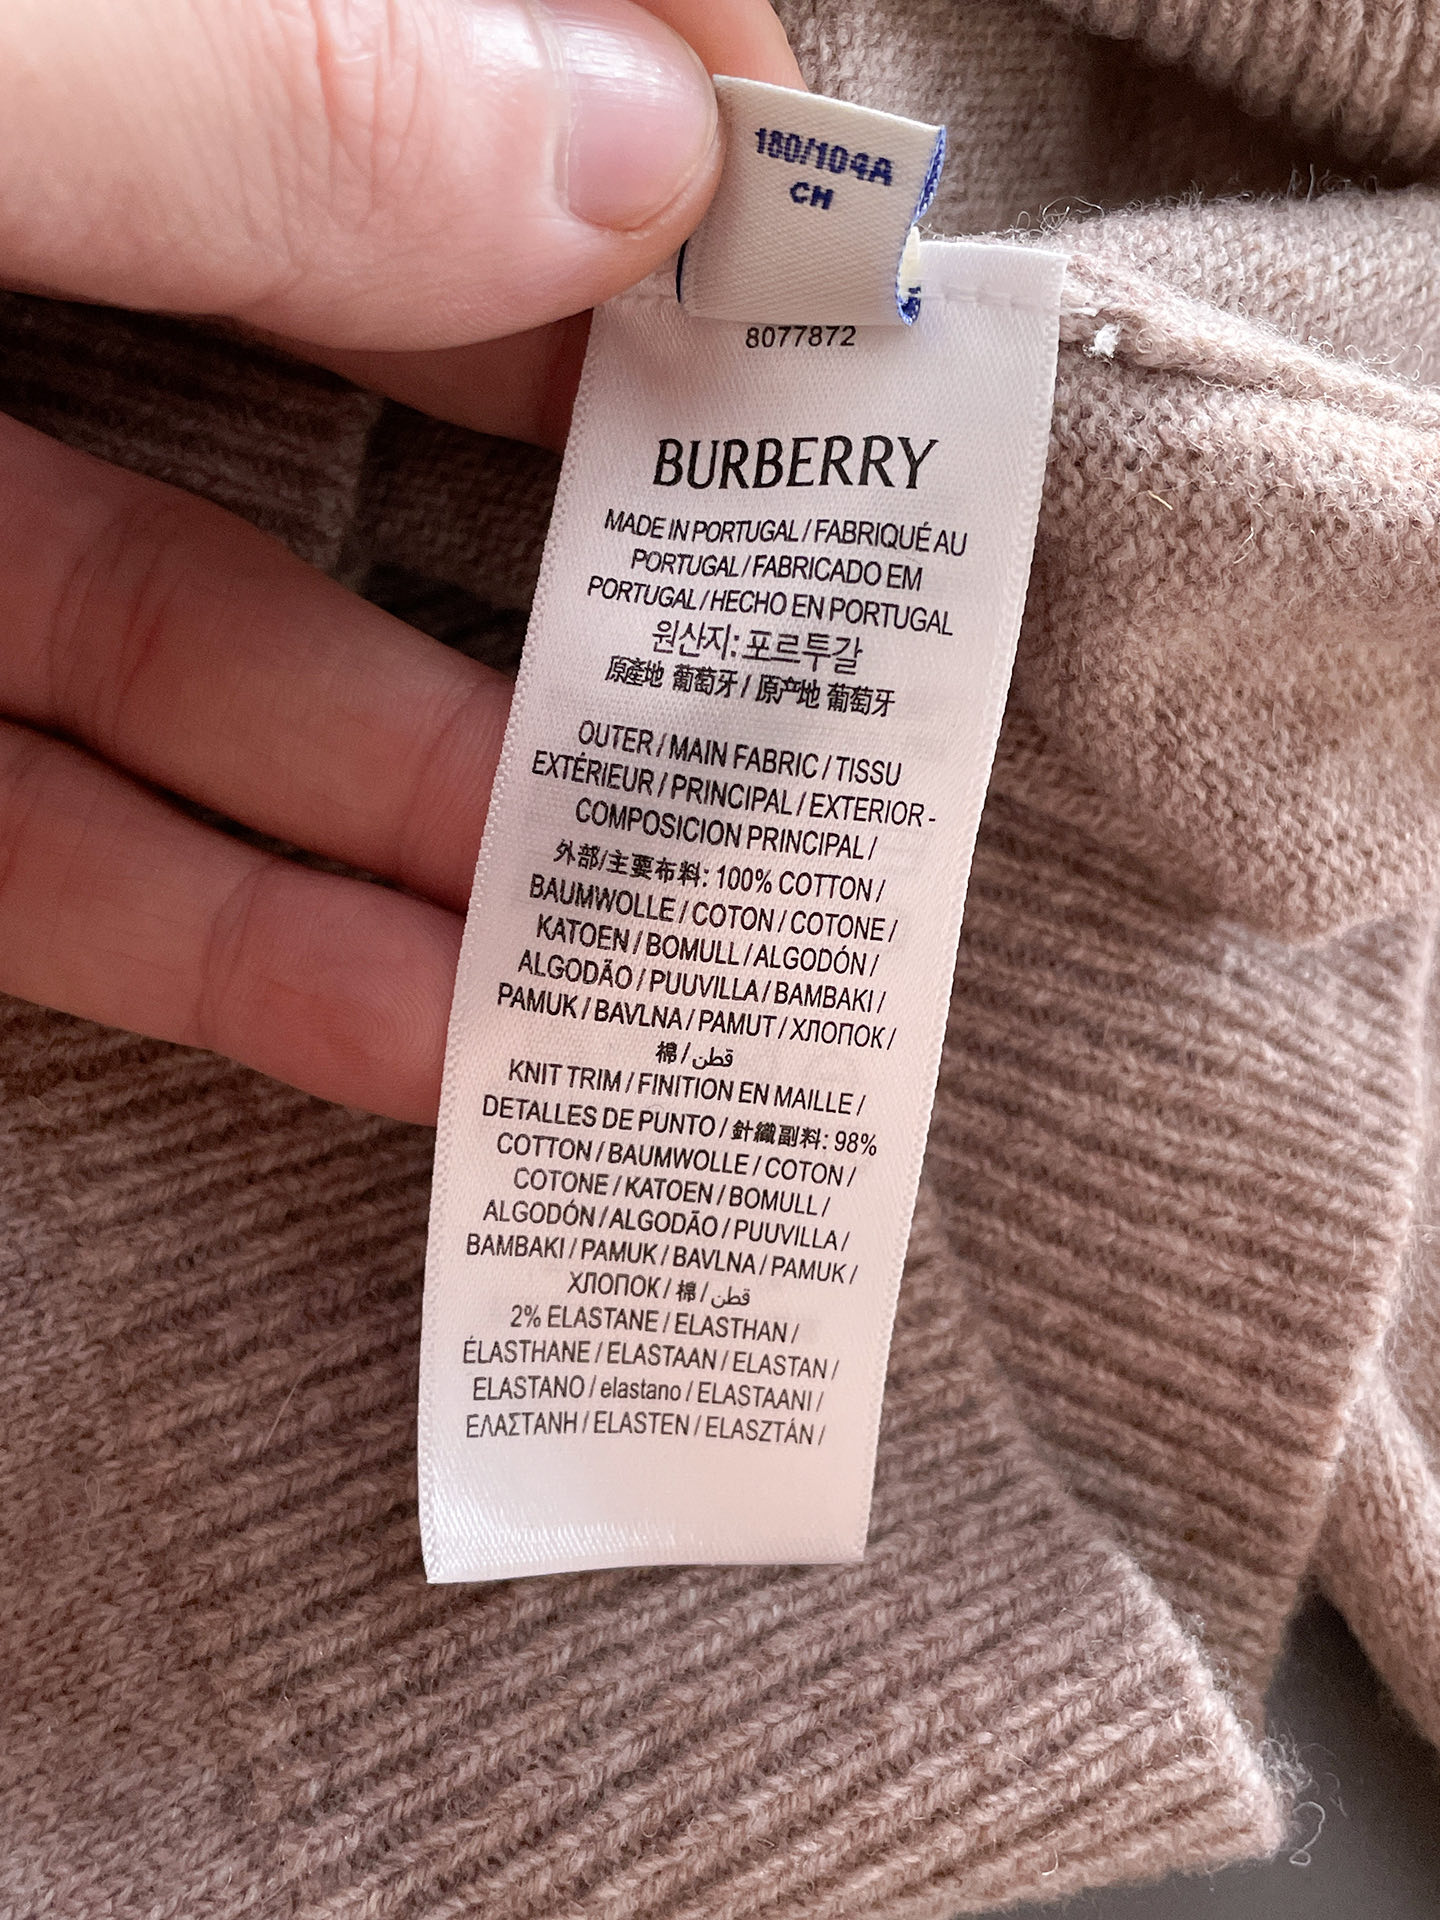 180/104A
CH
8077872
BURBERRY
MADE IN PORTUGAL / FABRIQUÉ AU
PORTUGAL / FABRICADO EM
PORTUGAL / HECHO EN PORTUGAL
원산지: 포르투갈
原產地 葡萄牙 / 原产地 葡萄牙
OUTER / MAIN FABRIC / TISSU
EXTÉRIEUR / PRINCIPAL / EXTERIOR -
COMPOSICION PRINCIPAL /
外部/主要布料: 100% COTTON /
BAUMWOLLE / COTON / COTONE /
KATOEN / BOMULL / ALGODÓN /
ALGODÃO / PUUVILLA / BAMBAKI /
PAMUK / BAVLNA / PAMUT / ХЛОПОК /
棉 / قطن
KNIT TRIM / FINITION EN MAILLE /
DETALLES DE PUNTO / 針織副料: 98%
COTTON / BAUMWOLLE / COTON /
COTONE / KATOEN / BOMULL /
ALGODÓN / ALGODÃO / PUUVILLA /
BAMBAKI / PAMUK / BAVLNA / PAMUK /
ХЛОПОК / 棉 / قطن
2% ELASTANE / ELASTHAN /
ÉLASTHANE / ELASTAAN / ELASTAN /
ELASTANO / elastano / ELASTAANI /
ΕΛΑΣΤΑΝΗ / ELASTEN / ELASZTÁN /